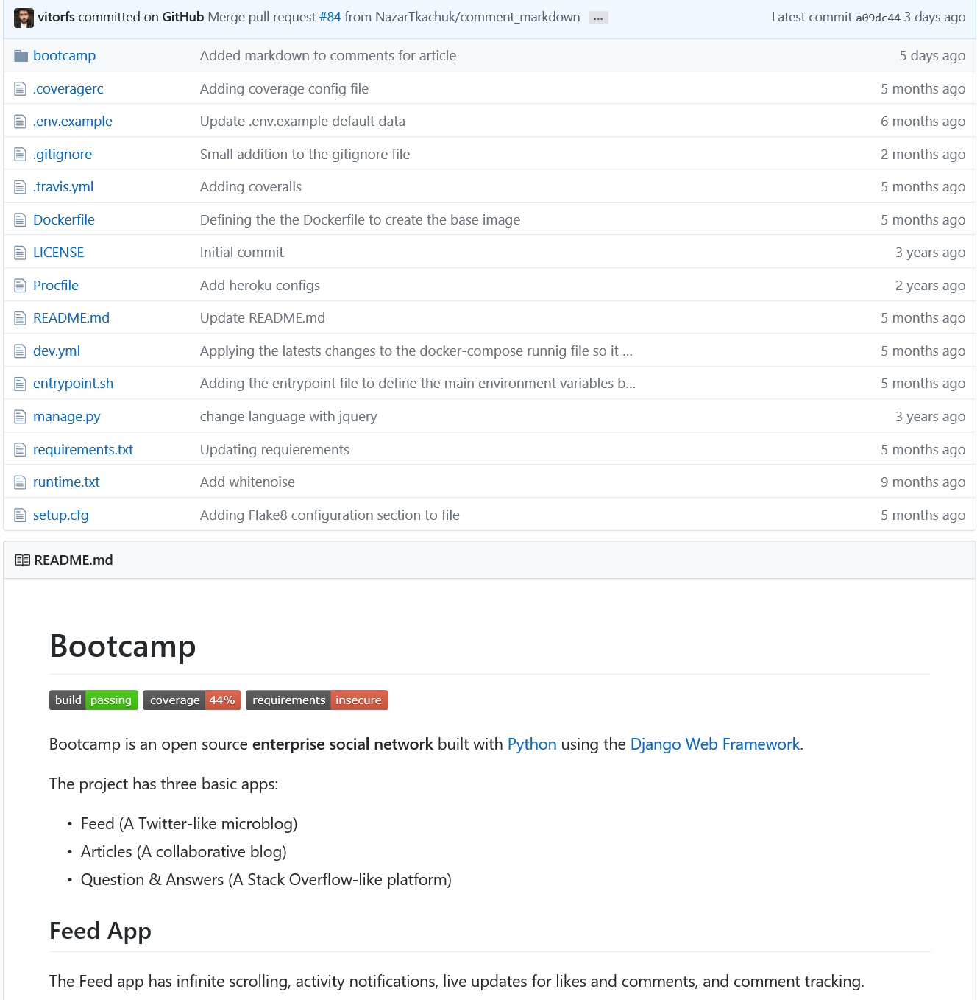 vitorfs committed on GitHub Merge pull request #84 from NazarTkachuk/comment_markdown ... Latest commit a09dc44 3 days ago
bootcamp Added markdown to comments for article 5 days ago
.coveragerc Adding coverage config file 5 months ago
.env.example Update .env.example default data 6 months ago
.gitignore Small addition to the gitignore file 2 months ago
.travis.yml Adding coveralls 5 months ago
Dockerfile Defining the the Dockerfile to create the base image 5 months ago
LICENSE Initial commit 3 years ago
Procfile Add heroku configs 2 years ago
README.md Update README.md 5 months ago
dev.yml Applying the latests changes to the docker-compose runnig file so it ... 5 months ago
entrypoint.sh Adding the entrypoint file to define the main environment variables b... 5 months ago
manage.py change language with jquery 3 years ago
requirements.txt Updating requierements 5 months ago
runtime.txt Add whitenoise 9 months ago
setup.cfg Adding Flake8 configuration section to file 5 months ago
README.md
Bootcamp
build passing coverage 44% requirements insecure
Bootcamp is an open source enterprise social network built with Python using the Django Web Framework.
The project has three basic apps:
• Feed (A Twitter-like microblog)
• Articles (A collaborative blog)
• Question & Answers (A Stack Overflow-like platform)
Feed App
The Feed app has infinite scrolling, activity notifications, live updates for likes and comments, and comment tracking.